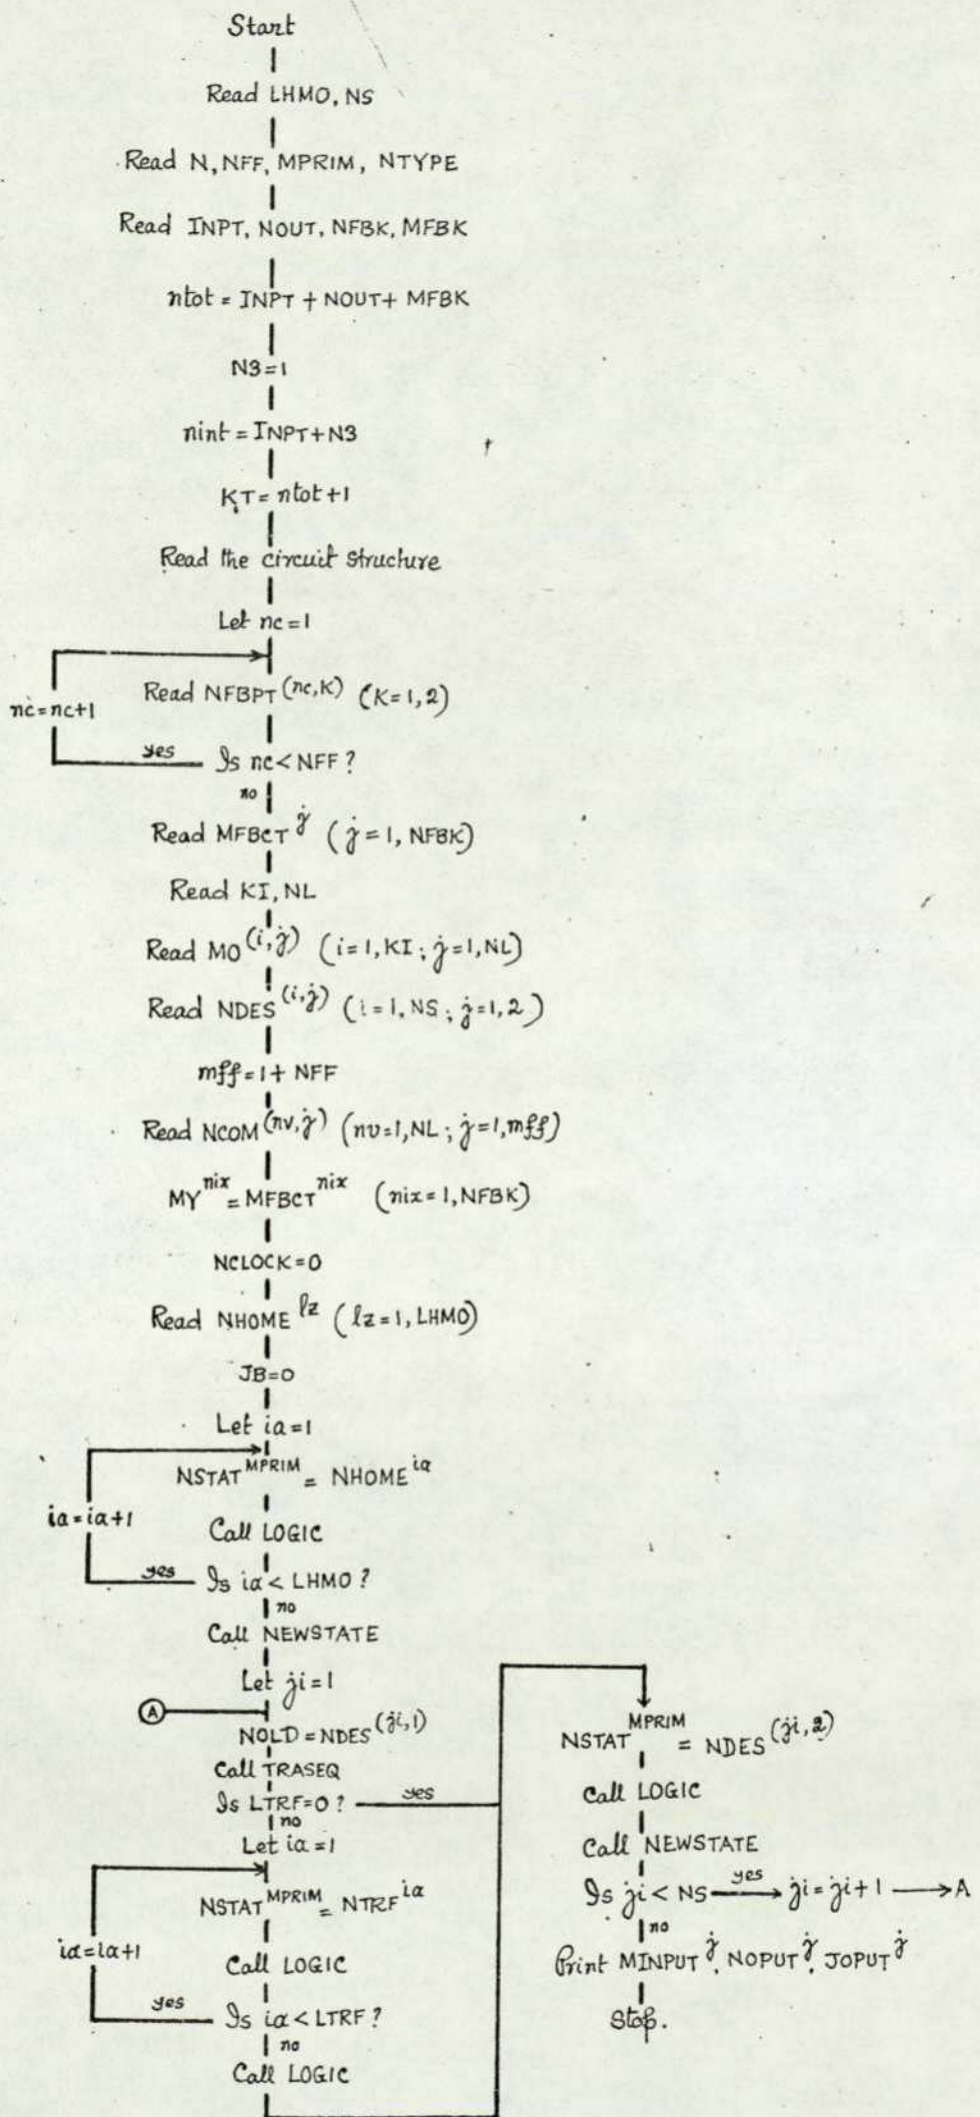 Start
Read LHMO, NS
Read N, NFF, MPRIM, NTYPE
Read INPT, NOUT, NFBK, MFBK
ntot = INPT + NOUT + MFBK
N3=1
nint = INPT+N3
KT= ntot+1
Read the circuit structure
Let nc=1
Read NFBPT (nc,K) (K=1,2)
nc=nc+1
yes Is nc< NFF ?
no
Read MFBCT j (j=1, NFBK)
Read KI, NL
Read MO (i,j) (i=1, KI; j=1, NL)
Read NDES (i,j) (i=1, NS; j=1,2)
mff=1+ NFF
Read NCOM (nv,j) (nv=1, NL; j=1, mff)
MY nix = MFBCT nix (nix=1, NFBK)
NCLOCK=0
Read NHOME lz (lz=1, LHMO)
JB=0
Let ia=1
NSTAT MPRIM = NHOME ia
ia=ia+1
Call LOGIC
yes Is ia< LHMO ?
no
Call NEWSTATE
Let ji=1
A
NOLD=NDES (ji,1)
Call TRASEQ
Is LTRF=0 ? yes
no
Let ia=1
NSTAT MPRIM = NTRF ia
ia=ia+1
Call LOGIC
yes Is ia< LTRF ?
no
Call LOGIC
NSTAT MPRIM = NDES (ji,2)
Call LOGIC
Call NEWSTATE
Is ji< NS yes ji=ji+1 A
no
Print MINPUT j, NOPUT j, JOPUT j
Stop.